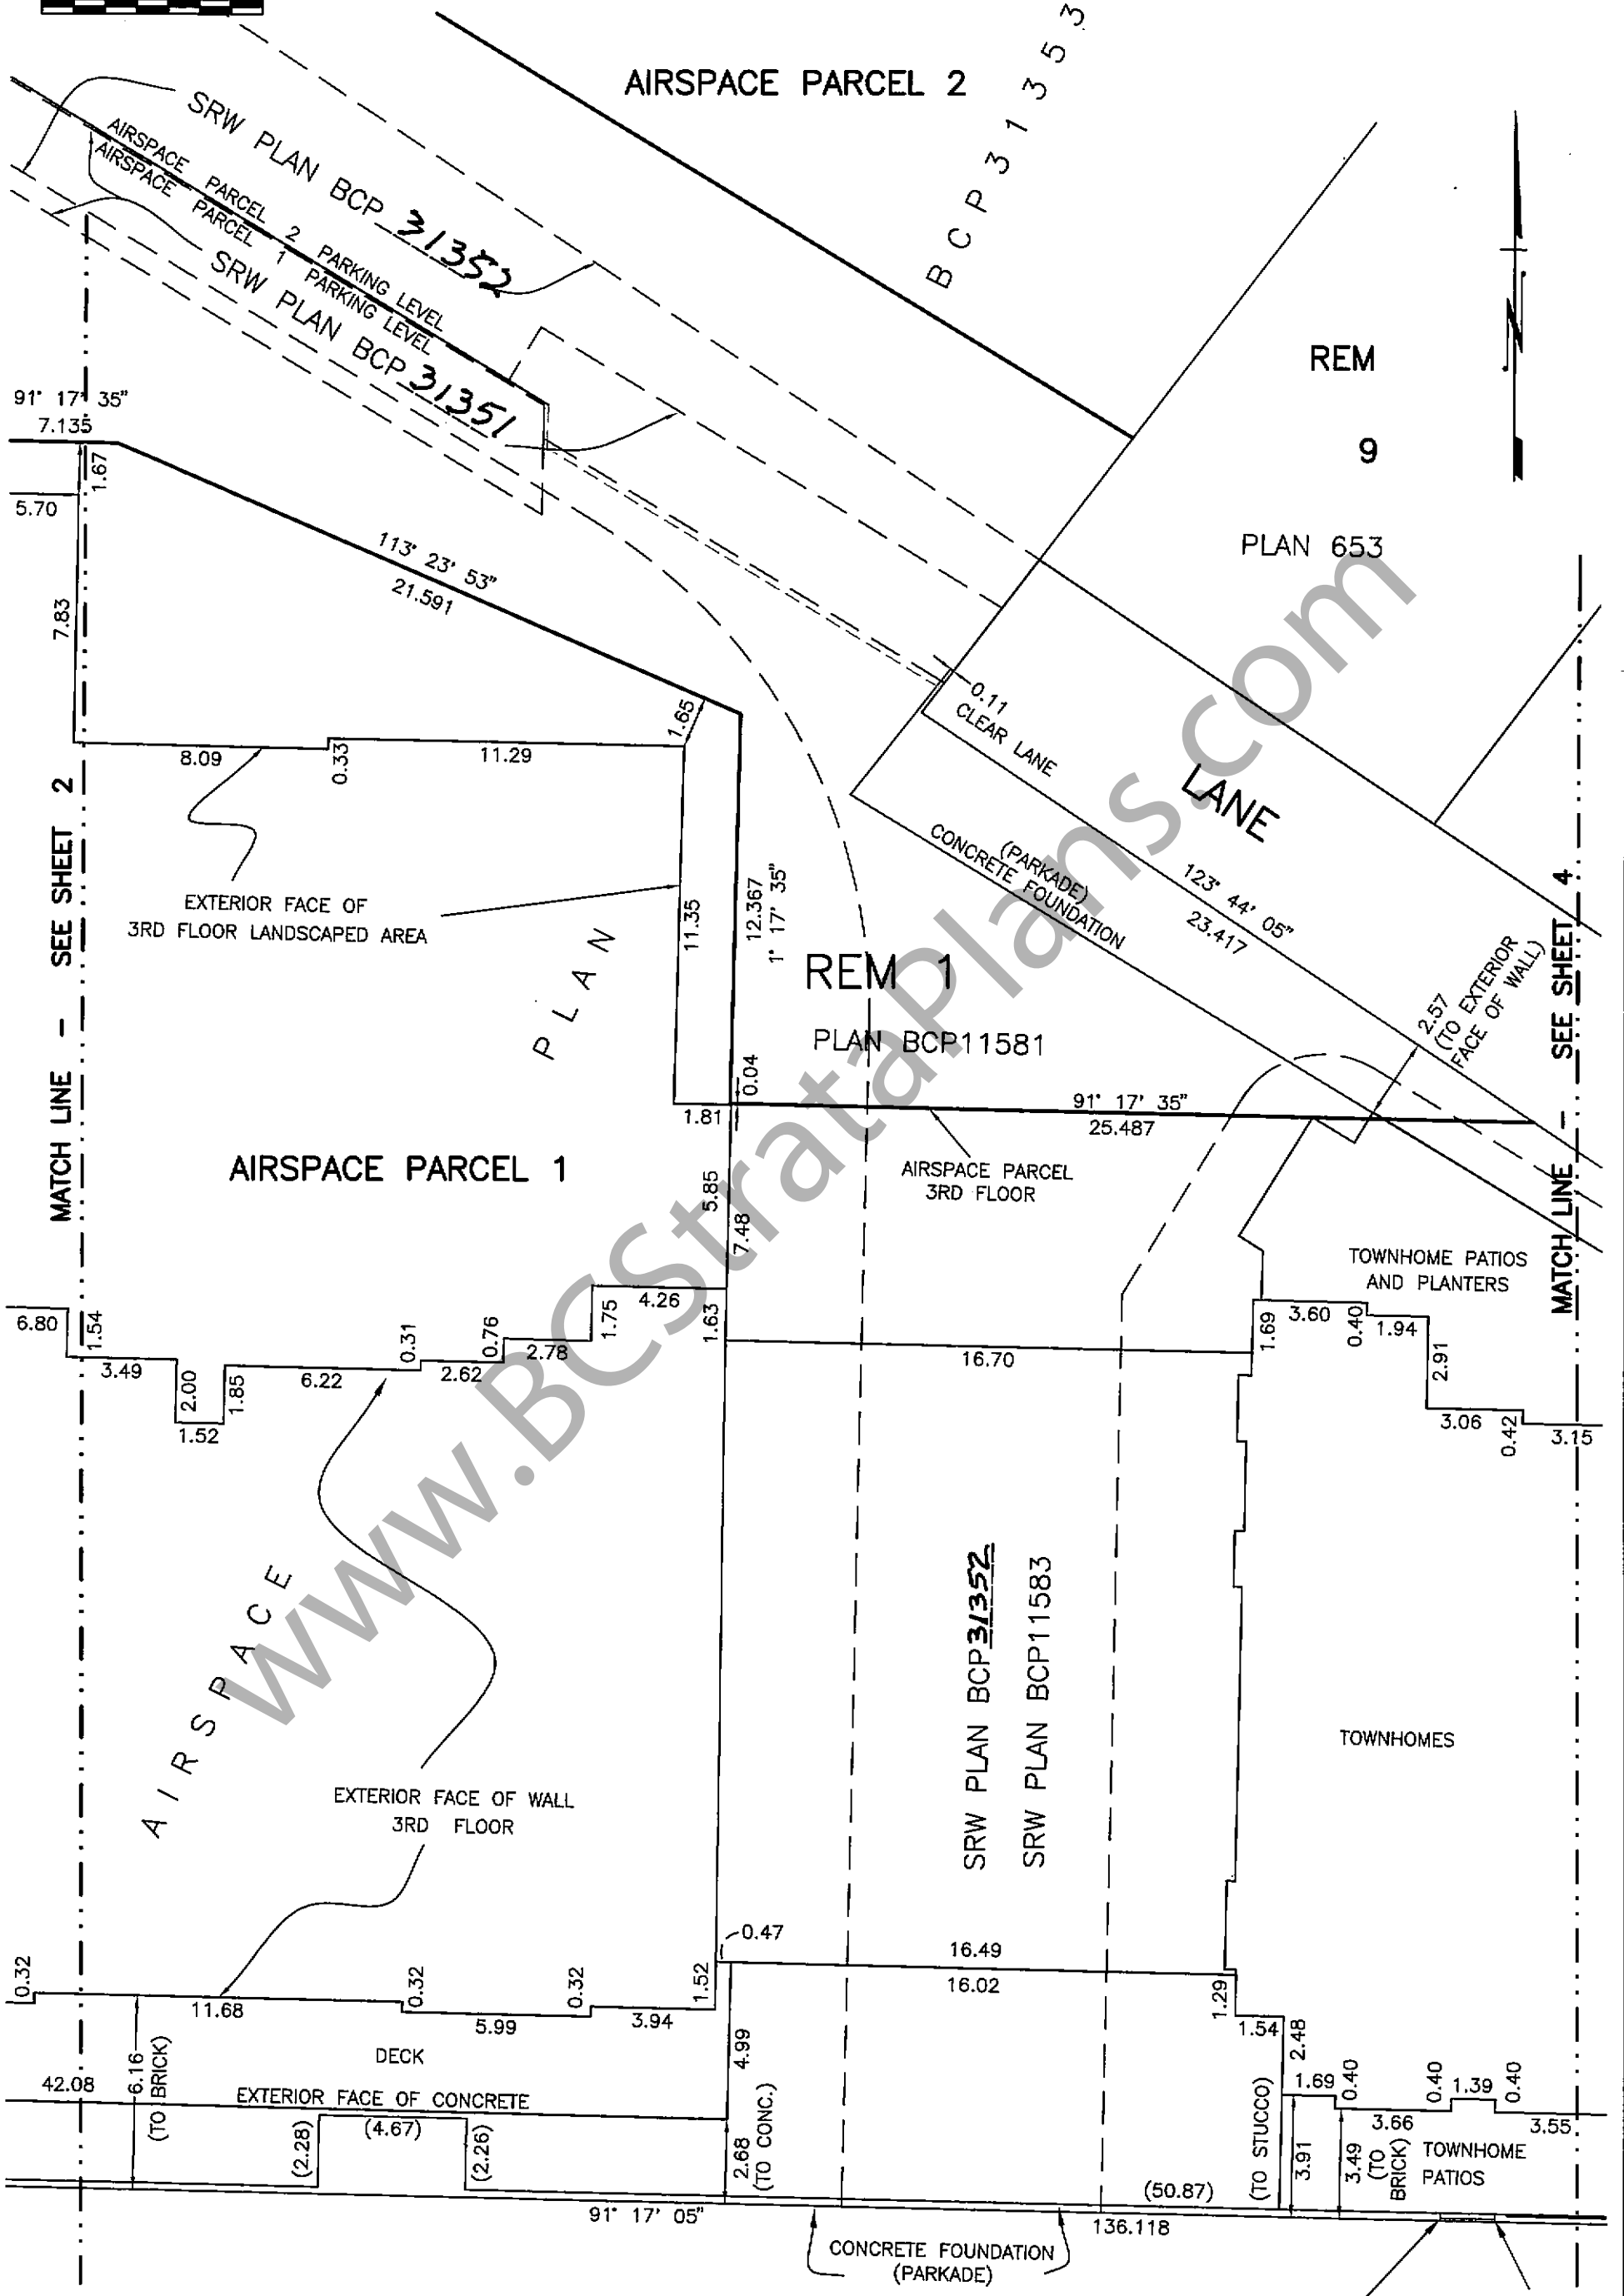 AIRSPACE PARCEL 2
BCP31353
SRW PLAN BCP 31352
AIRSPACE PARCEL 2 PARKING LEVEL
AIRSPACE PARCEL 1 PARKING LEVEL
SRW PLAN BCP 31351
REM
9
PLAN 653
N
91° 17' 35"
7.135
1.67
5.70
7.83
113° 23' 53"
21.591
1.65
8.09
0.33
11.29
0.11
CLEAR LANE
LANE
(PARKADE)
CONCRETE FOUNDATION
123° 44' 05"
23.417
2.57
(TO EXTERIOR
FACE OF WALL)
MATCH LINE - SEE SHEET 2
MATCH LINE - SEE SHEET 4
EXTERIOR FACE OF
3RD FLOOR LANDSCAPED AREA
11.35
12.367
1° 17' 35"
REM 1
PLAN BCP11581
AIRSPACE PLAN
0.04
1.81
91° 17' 35"
25.487
AIRSPACE PARCEL 1
AIRSPACE PARCEL
3RD FLOOR
5.85
7.48
TOWNHOME PATIOS
AND PLANTERS
6.80
1.54
3.49
2.00
1.52
1.85
6.22
0.31
2.62
0.76
2.78
1.75
4.26
1.63
16.70
1.69
3.60
0.40
1.94
2.91
3.06
0.42
3.15
SRW PLAN BCP31352
SRW PLAN BCP11583
TOWNHOMES
EXTERIOR FACE OF WALL
3RD FLOOR
0.32
11.68
0.32
5.99
0.32
3.94
1.52
0.47
16.49
16.02
1.29
1.54
2.48
DECK
42.08
6.16
(TO BRICK)
EXTERIOR FACE OF CONCRETE
(2.28)
(4.67)
(2.26)
4.99
2.68
(TO CONC.)
(TO STUCCO)
1.69
0.40
3.66
0.40
1.39
0.40
3.55
3.91
3.49
(TO
BRICK)
TOWNHOME
PATIOS
(50.87)
91° 17' 05"
136.118
CONCRETE FOUNDATION
(PARKADE)
www.BCStrataPlans.com